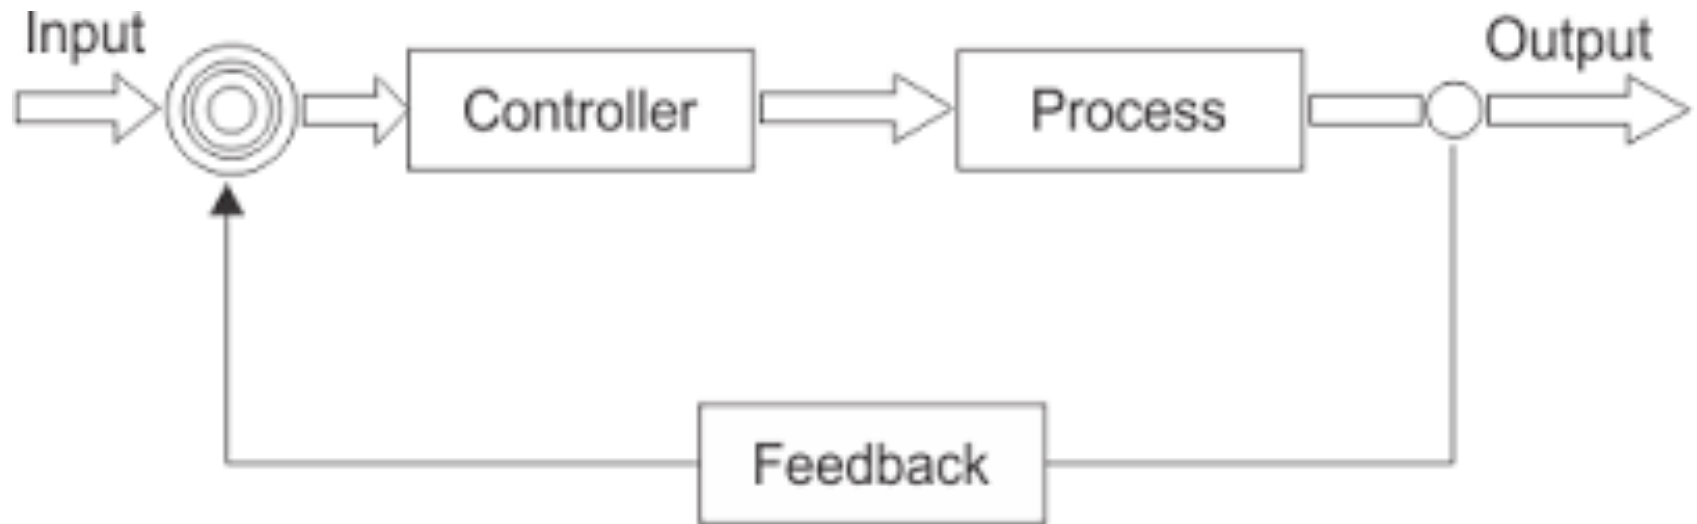 Input
Output
Controller
Process
Feedback